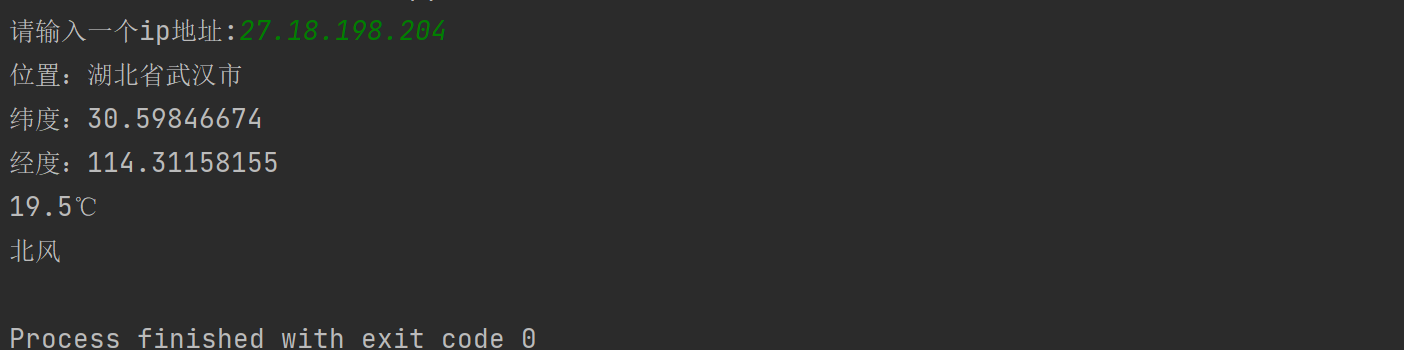 请输入一个ip地址:27.18.198.204
位置：湖北省武汉市
纬度：30.59846674
经度：114.31158155
19.5℃
北风
Process finished with exit code 0